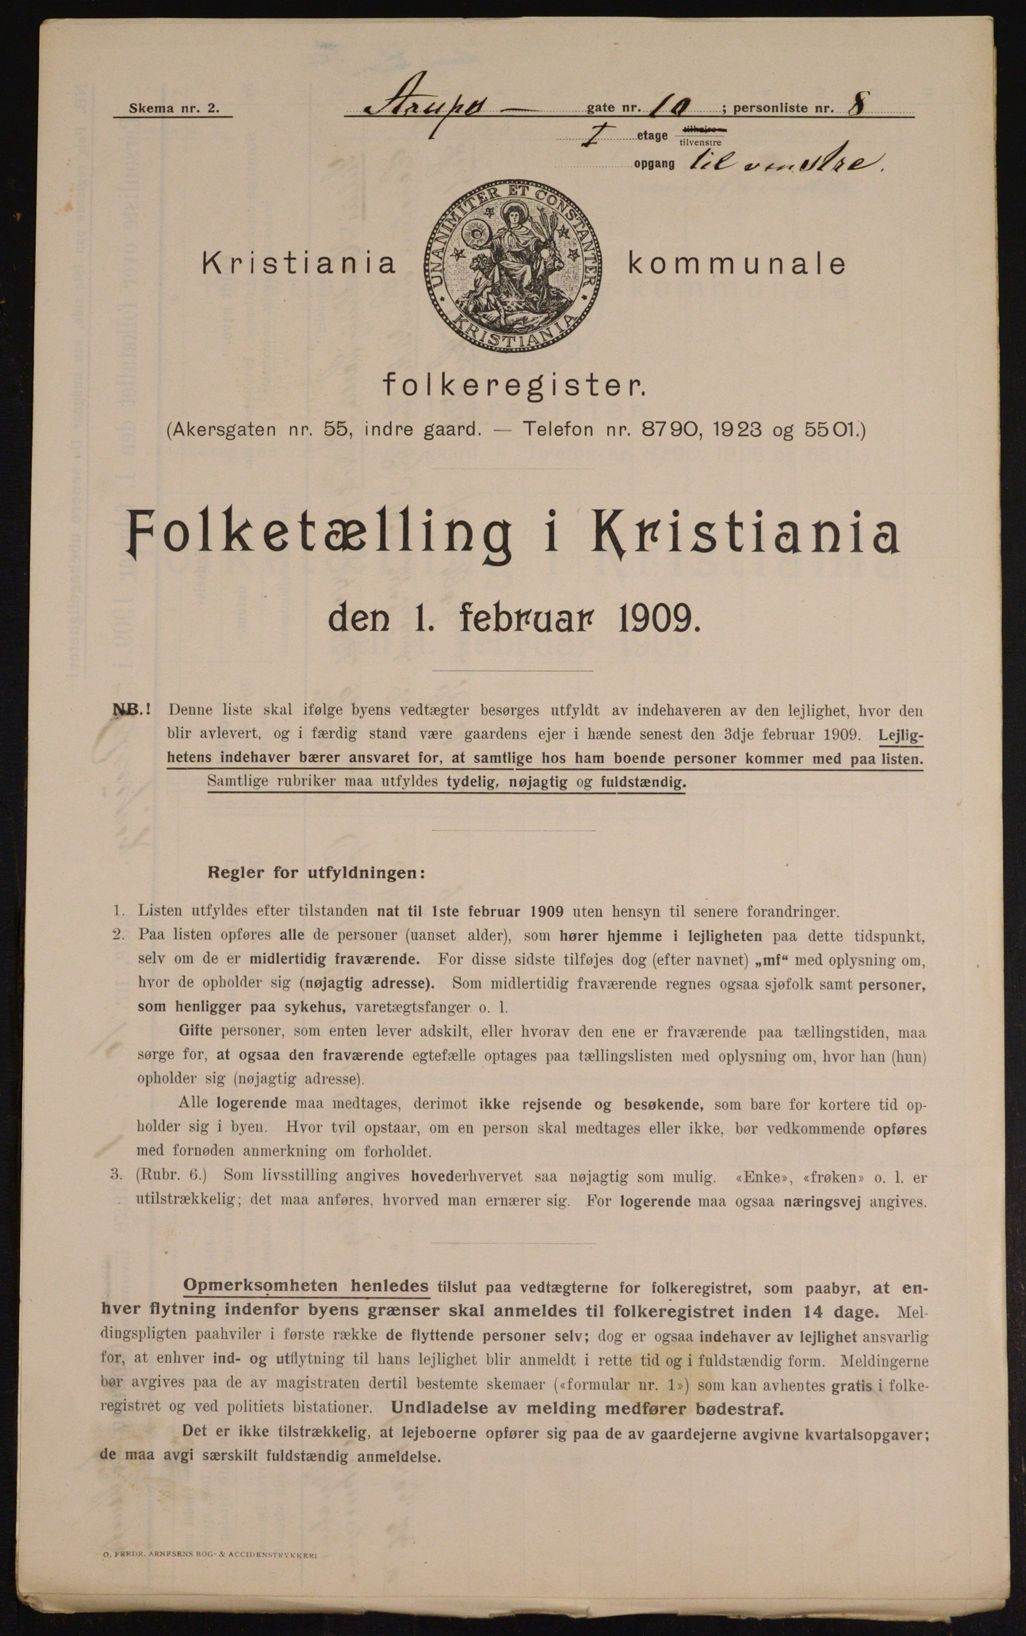 Skema nr. 2.
Arups — gate nr. 10 ; personliste nr. 8
I etage tilhøire tilvenstre
opgang til venstre.
UNANIMITER ET CONSTANTER
KRISTIANIA
Kristiania kommunale
folkeregister.
(Akersgaten nr. 55, indre gaard. — Telefon nr. 8790, 1923 og 5501.)
Folketælling i Kristiania
den 1. februar 1909.
NB.! Denne liste skal ifølge byens vedtægter besørges utfyldt av indehaveren av den lejlighet, hvor den
blir avlevert, og i færdig stand være gaardens ejer i hænde senest den 3dje februar 1909. Lejlig-
hetens indehaver bærer ansvaret for, at samtlige hos ham boende personer kommer med paa listen.
Samtlige rubriker maa utfyldes tydelig, nøjagtig og fuldstændig.
Regler for utfyldningen:
1. Listen utfyldes efter tilstanden nat til 1ste februar 1909 uten hensyn til senere forandringer.
2. Paa listen opføres alle de personer (uanset alder), som hører hjemme i lejligheten paa dette tidspunkt,
selv om de er midlertidig fraværende. For disse sidste tilføjes dog (efter navnet) „mf“ med oplysning om,
hvor de opholder sig (nøjagtig adresse). Som midlertidig fraværende regnes ogsaa sjøfolk samt personer,
som henligger paa sykehus, varetægtsfanger o. l.
Gifte personer, som enten lever adskilt, eller hvorav den ene er fraværende paa tællingstiden, maa
sørge for, at ogsaa den fraværende egtefælle optages paa tællingslisten med oplysning om, hvor han (hun)
opholder sig (nøjagtig adresse).
Alle logerende maa medtages, derimot ikke rejsende og besøkende, som bare for kortere tid op-
holder sig i byen. Hvor tvil opstaar, om en person skal medtages eller ikke, bør vedkommende opføres
med fornøden anmerkning om forholdet.
3. (Rubr. 6.) Som livsstilling angives hovederhvervet saa nøjagtig som mulig. «Enke», «frøken» o. l. er
utilstrækkelig; det maa anføres, hvorved man ernærer sig. For logerende maa ogsaa næringsvej angives.
Opmerksomheten henledes tilslut paa vedtægterne for folkeregistret, som paabyr, at en-
hver flytning indenfor byens grænser skal anmeldes til folkeregistret inden 14 dage. Mel-
dingspligten paahviler i første række de flyttende personer selv; dog er ogsaa indehaver av lejlighet ansvarlig
for, at enhver ind- og utflytning til hans lejlighet blir anmeldt i rette tid og i fuldstændig form. Meldingerne
bør avgives paa de av magistraten dertil bestemte skemaer («formular nr. 1») som kan avhentes gratis i folke-
registret og ved politiets bistationer. Undladelse av melding medfører bødestraf.
Det er ikke tilstrækkelig, at lejeboerne opfører sig paa de av gaardejerne avgivne kvartalsopgaver;
de maa avgi særskilt fuldstændig anmeldelse.
O. FREDR. ARNESENS BOG- & ACCIDENSTRYKKERI